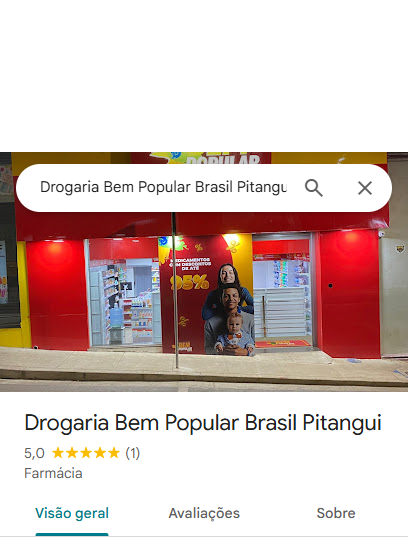 POPULAR
Drogaria Bem Popular Brasil Pitangu
MEDICAMENTOS
COM DESCONTOS
DE ATÉ
95%
Drogaria Bem Popular Brasil Pitangui
5,0 ★★★★★ (1)
Farmácia
Visão geral Avaliações Sobre